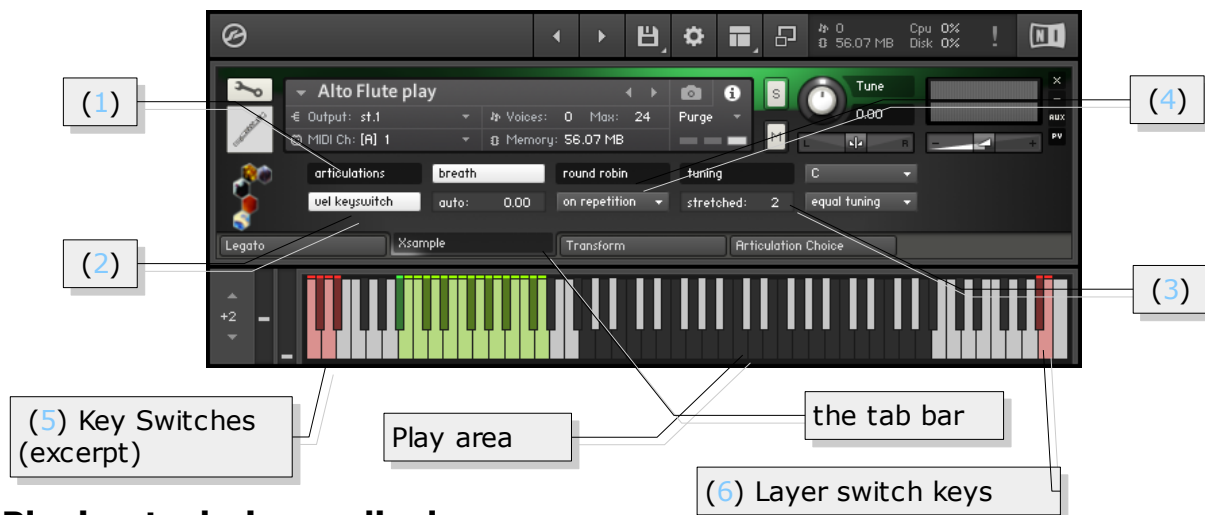 0 Cpu 0%
56.07 MB Disk 0% ! NI
Alto Flute play i S Tune
Output: st.1 Voices: 0 Max: 24 Purge 0.00
MIDI Ch: [A] 1 Memory: 56.07 MB M L R - +
×
–
AUX
PV
(1)
(4)
articulations breath round robin tuning C
vel keyswitch auto: 0.00 on repetition stretched: 2 equal tuning
Legato Xsample Transform Articulation Choice
(2)
(3)
+2
(5) Key Switches
(excerpt)
Play area
the tab bar
(6) Layer switch keys